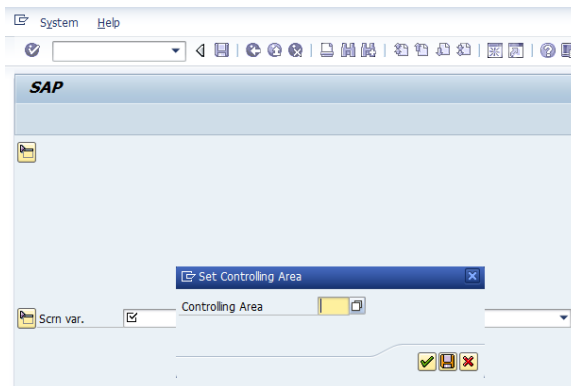 System Help
SAP
Set Controlling Area
Controlling Area
Scrn var.